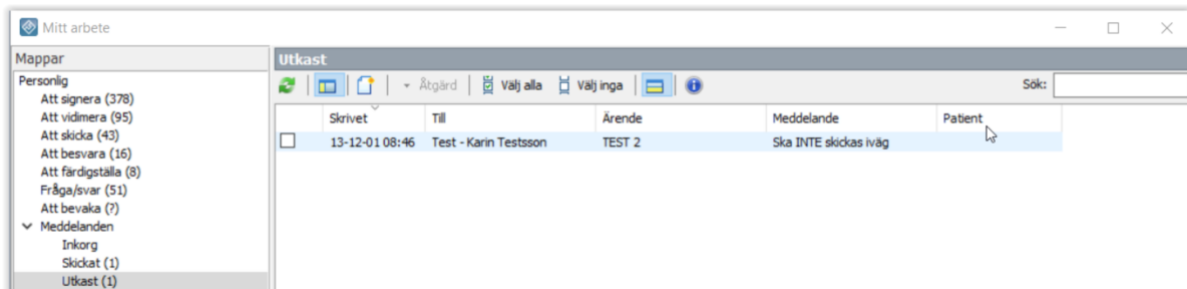 Mitt arbete
Mappar
Personlig
Att signera (378)
Att vidimera (95)
Att skicka (43)
Att besvara (16)
Att färdigställa (8)
Fråga/svar (51)
Att bevaka (?)
Meddelanden
Inkorg
Skickat (1)
Utkast (1)
Utkast
Åtgärd Välj alla Välj inga Sök:
Skrivet Till Ärende Meddelande Patient
13-12-01 08:46 Test - Karin Testsson TEST 2 Ska INTE skickas iväg